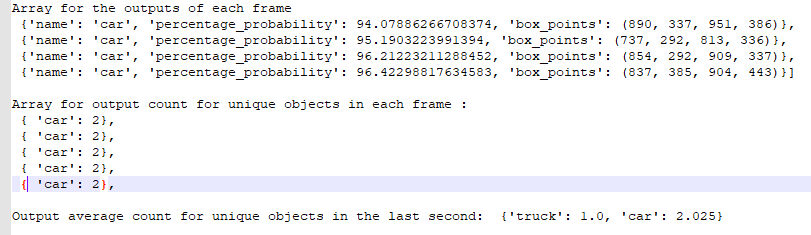 Array for the outputs of each frame
{'name': 'car', 'percentage_probability': 94.07886266708374, 'box_points': (890, 337, 951, 386)},
{'name': 'car', 'percentage_probability': 95.1903223991394, 'box_points': (737, 292, 813, 336)},
{'name': 'car', 'percentage_probability': 96.21223211288452, 'box_points': (854, 292, 909, 337)},
{'name': 'car', 'percentage_probability': 96.42298817634583, 'box_points': (837, 385, 904, 443)}]
Array for output count for unique objects in each frame :
{ 'car': 2},
{ 'car': 2},
{ 'car': 2},
{ 'car': 2},
{ 'car': 2},
Output average count for unique objects in the last second:  {'truck': 1.0, 'car': 2.025}